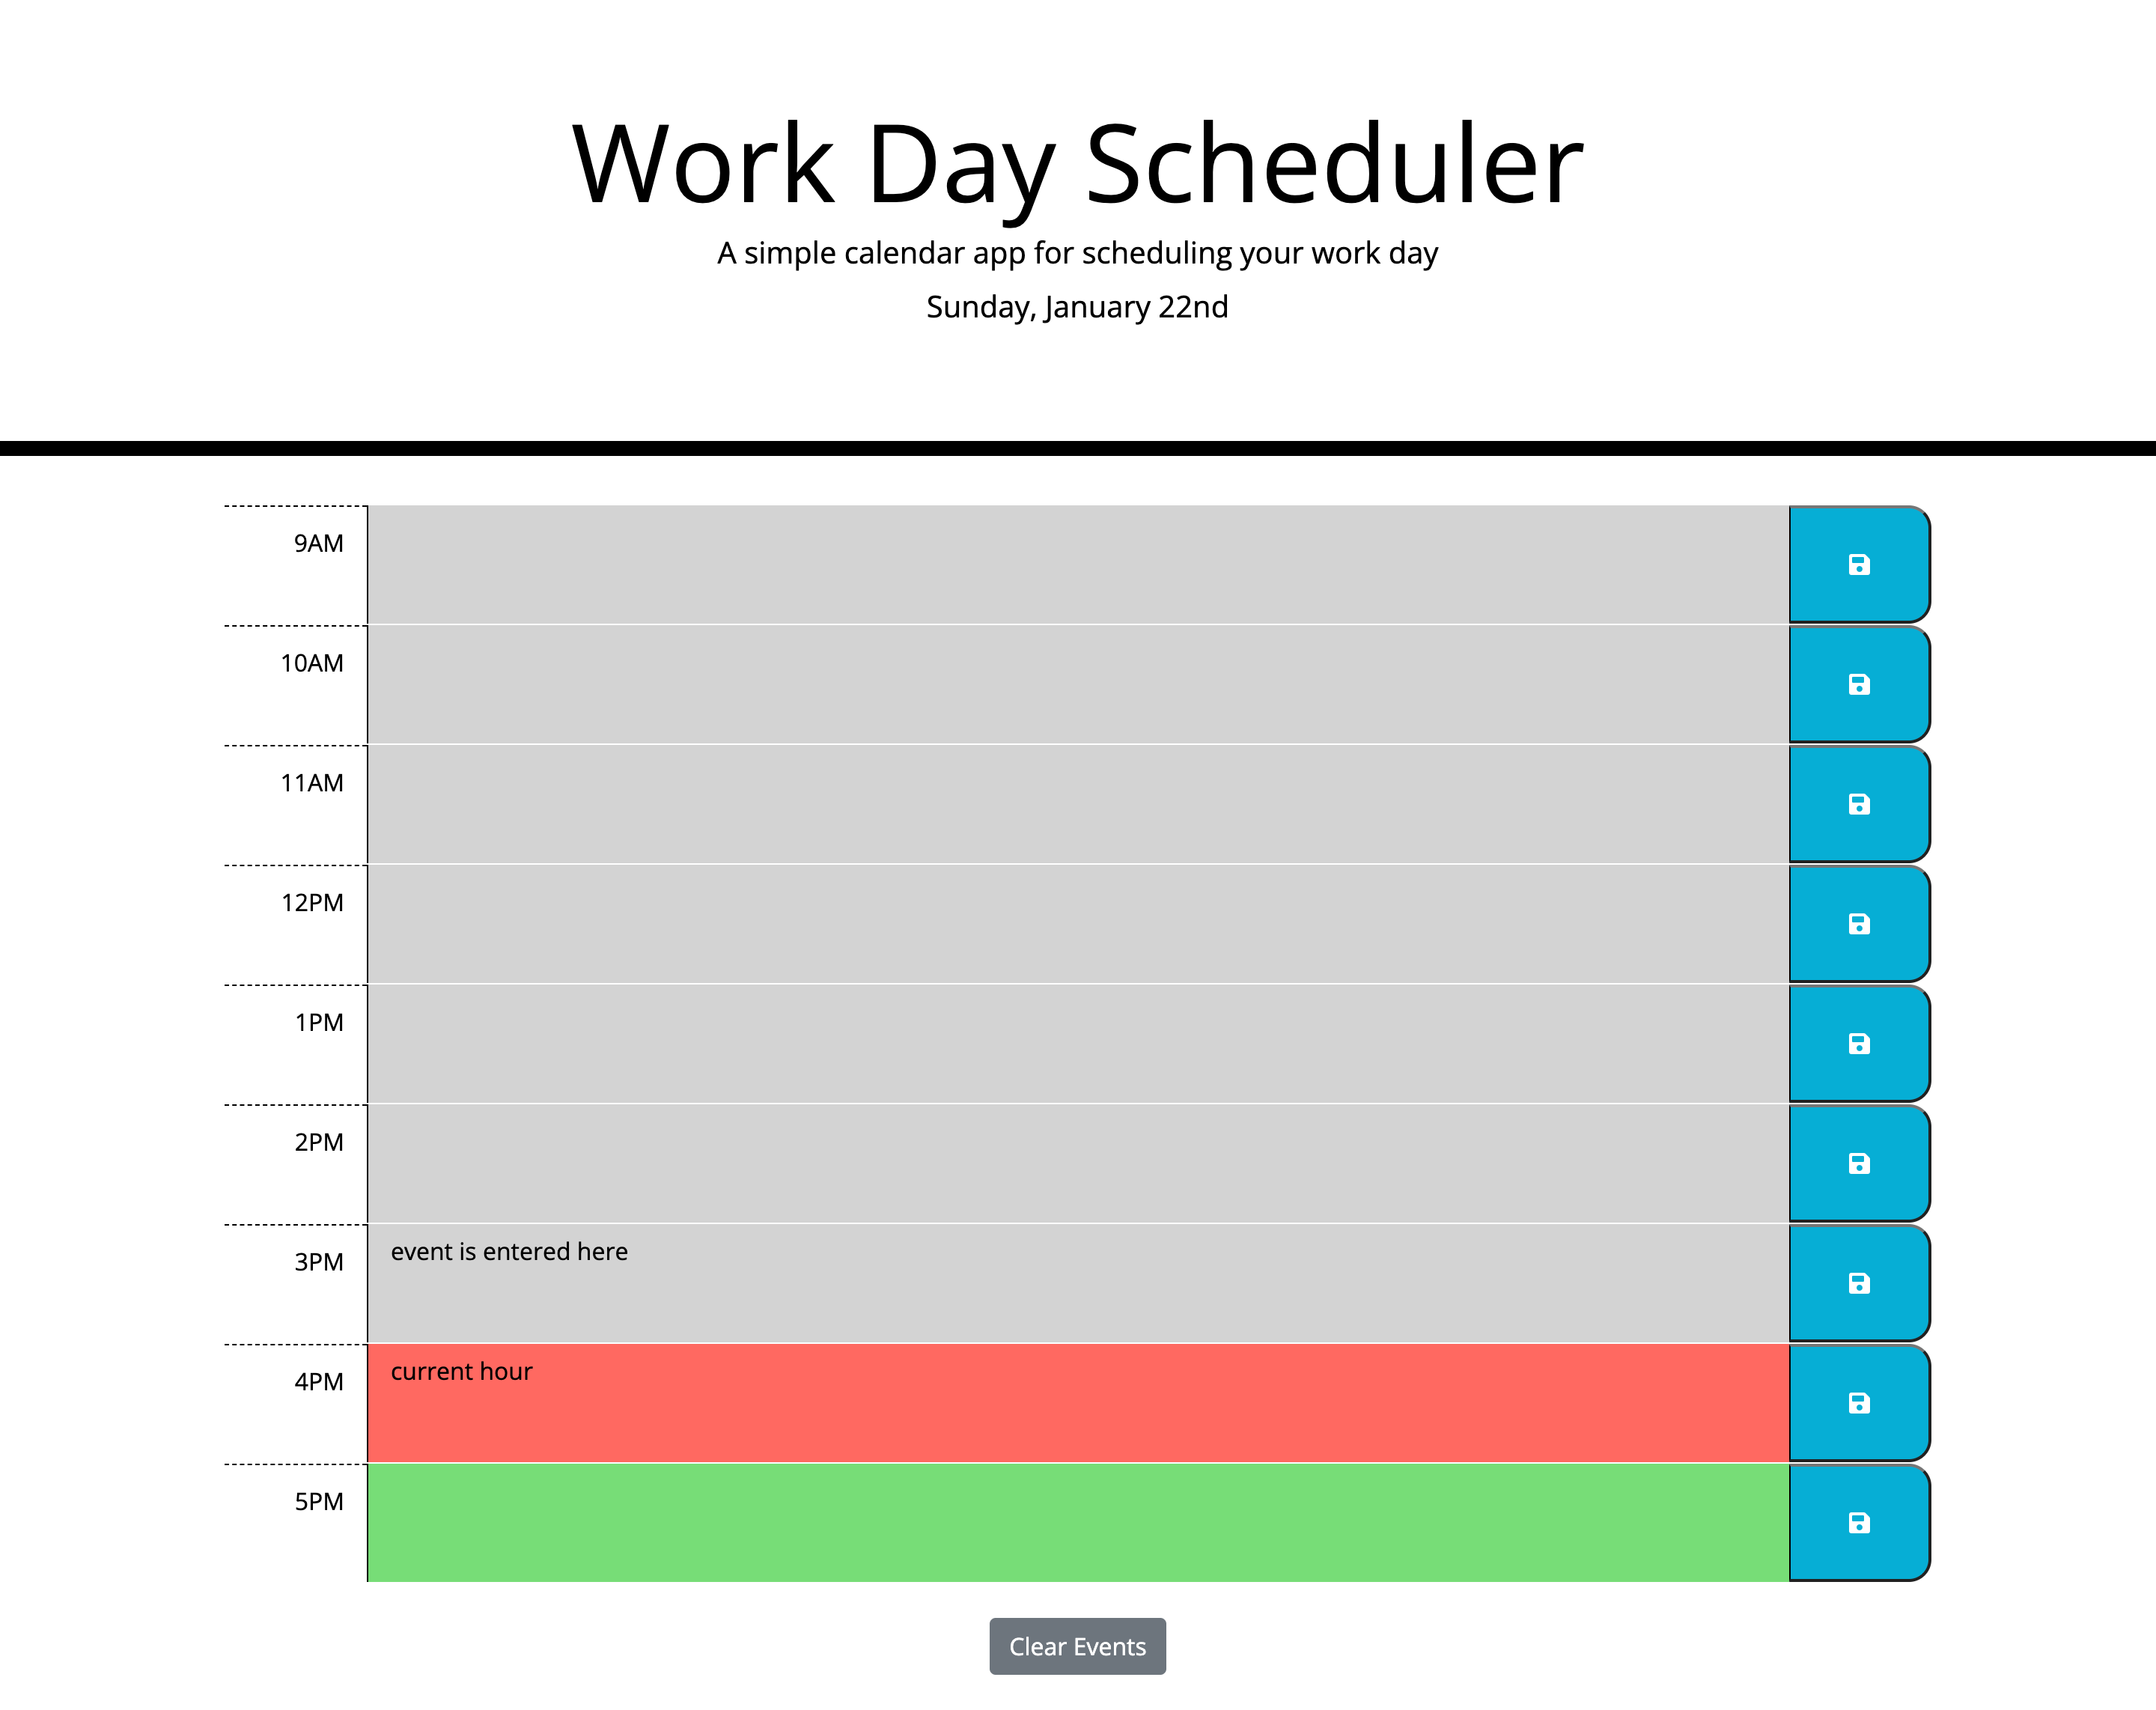 Work Day Scheduler
A simple calendar app for scheduling your work day
Sunday, January 22nd
9AM
10AM
11AM
12PM
1PM
2PM
3PM
event is entered here
4PM
current hour
5PM
Clear Events